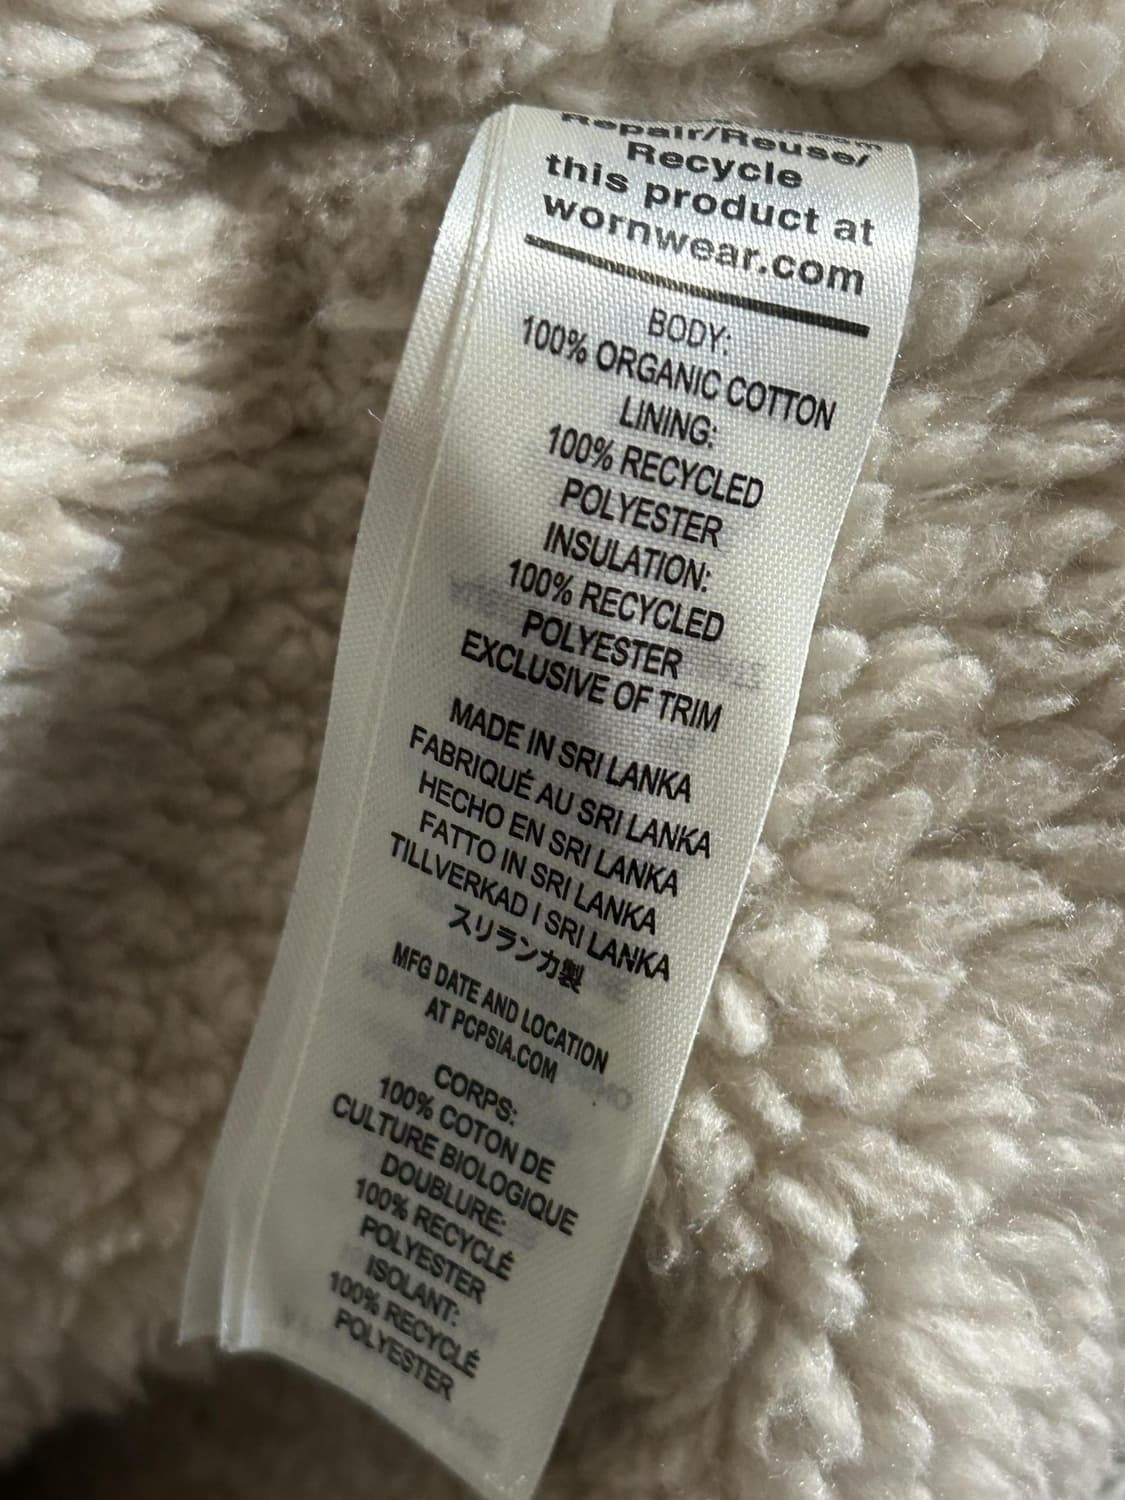 Repair/Reuse/
Recycle
this product at
wornwear.com
BODY:
100% ORGANIC COTTON
LINING:
100% RECYCLED
POLYESTER
INSULATION:
100% RECYCLED
POLYESTER
EXCLUSIVE OF TRIM
MADE IN SRI LANKA
FABRIQUÉ AU SRI LANKA
HECHO EN SRI LANKA
FATTO IN SRI LANKA
TILLVERKAD I SRI LANKA
スリランカ製
MFG DATE AND LOCATION
AT PCPSIA.COM
CORPS:
100% COTON DE
CULTURE BIOLOGIQUE
DOUBLURE:
100% RECYCLÉ
POLYESTER
ISOLANT:
100% RECYCLÉ
POLYESTER